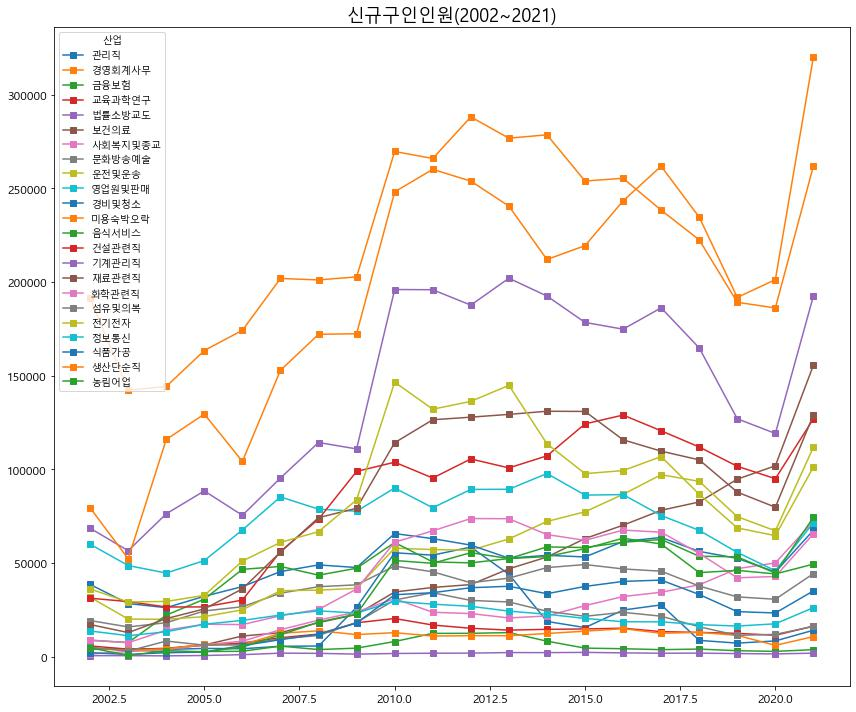 신규구인인원(2002~2021)
산업
관리직
경영회계사무
금융보험
교육과학연구
법률소방교도
보건의료
사회복지및종교
문화방송예술
운전및운송
영업원및판매
경비및청소
미용숙박오락
음식서비스
건설관련직
기계관리직
재료관련직
화학관련직
섬유및의복
전기전자
정보통신
식품가공
생산단순직
농림어업
300000
250000
200000
150000
100000
50000
0
2002.5 2005.0 2007.5 2010.0 2012.5 2015.0 2017.5 2020.0